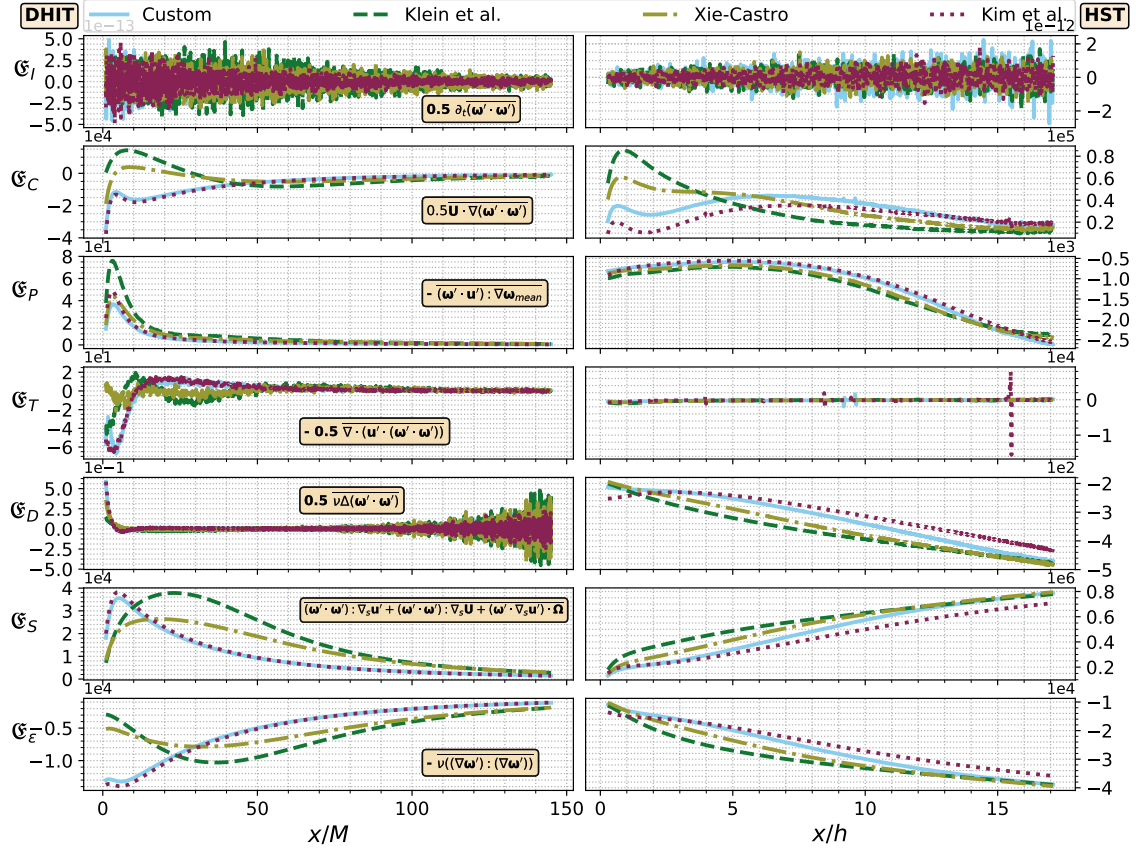 DHIT Custom Klein et al. Xie-Castro Kim et al. HST
1e−13 1e−12
𝕰_I
5.0 2.5 0.0 −2.5 −5.0
0.5 ∂_t(ω′ · ω′)
2 0 −2
1e4 1e5
𝕰_C
0 −2 −4
0.5U · ∇(ω′ · ω′)
0.8 0.6 0.4 0.2
1e1 1e3
𝕰_P
8 6 4 2 0
- (ω′ · u′) : ∇ω_mean
−0.5 −1.0 −1.5 −2.0 −2.5
1e1 1e4
𝕰_T
2 0 −2 −4 −6
- 0.5 ∇ · (u′ · (ω′ · ω′))
0 −1
1e−1 1e2
𝕰_D
5.0 2.5 0.0 −2.5 −5.0
0.5 νΔ(ω′ · ω′)
−2 −3 −4 −5
1e4 1e6
𝕰_S
4 3 2 1 0
(ω′ · ω′) : ∇_s u′ + (ω′ · ω′) : ∇_s U + (ω′ · ∇_s u′) · Ω
0.8 0.6 0.4 0.2
1e4 1e4
𝕰_ε
−0.5 −1.0
- ν((∇ω′) : (∇ω′))
−1 −2 −3 −4
0 50 100 150 0 5 10 15
x/M x/h